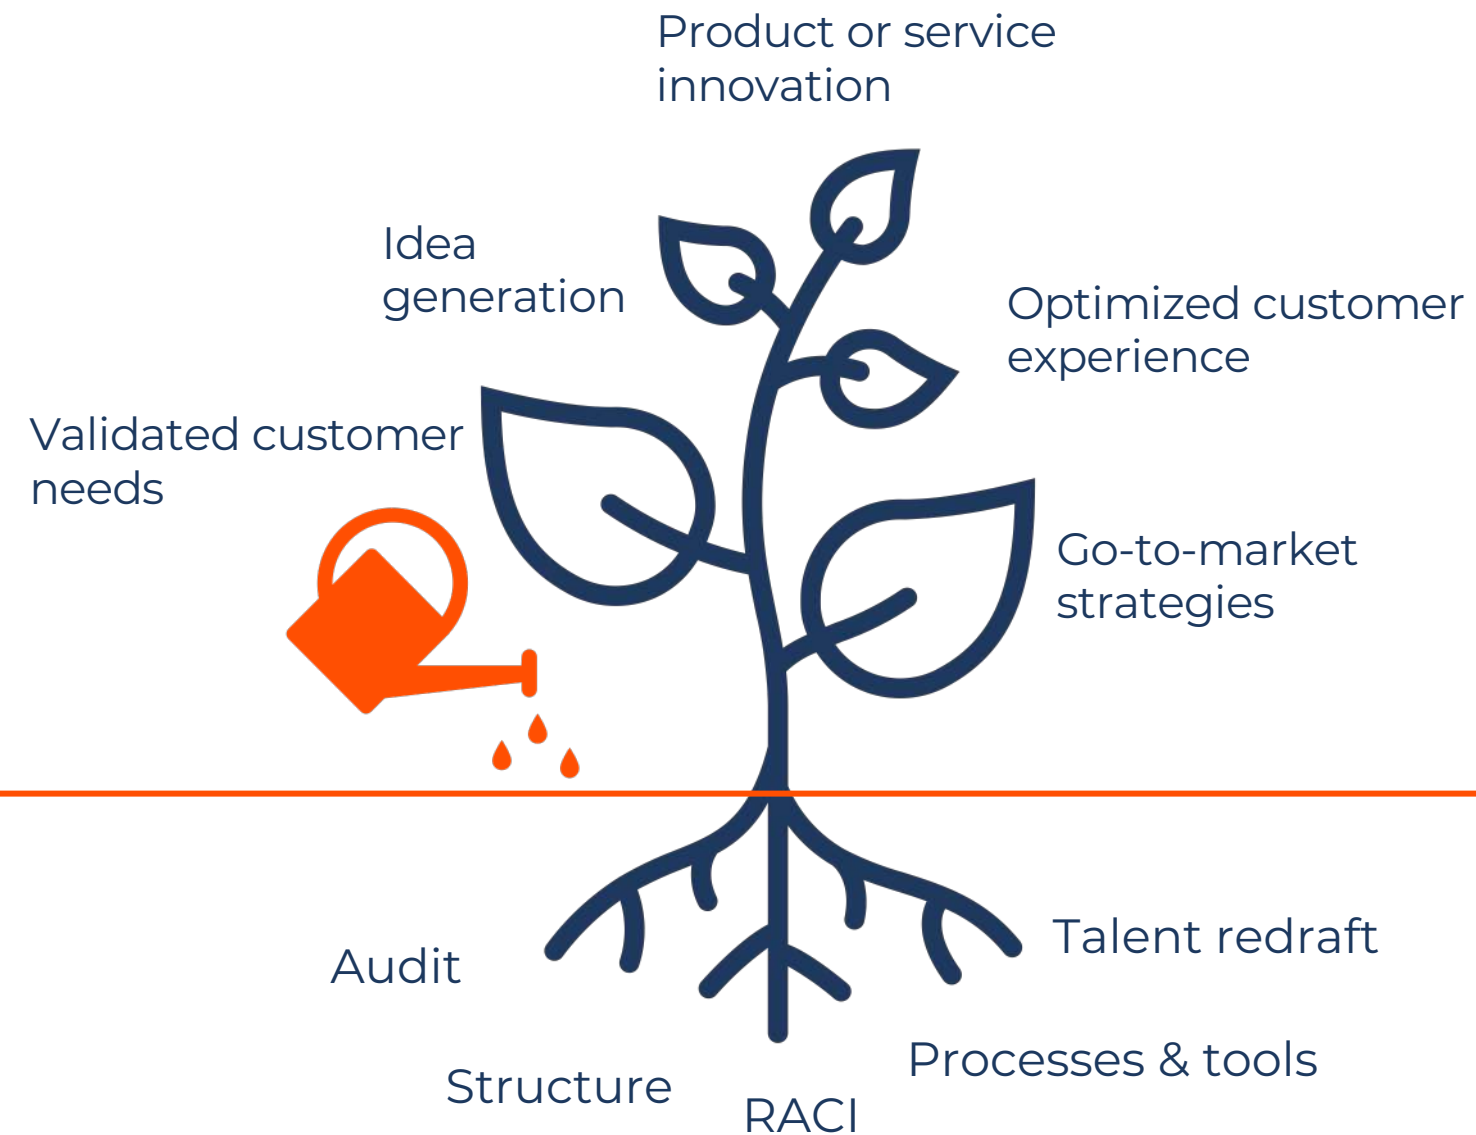 Product or service
innovation
Idea
generation
Optimized customer
experience
Validated customer
needs
Go-to-market
strategies
Talent redraft
Audit
Processes & tools
Structure
RACI